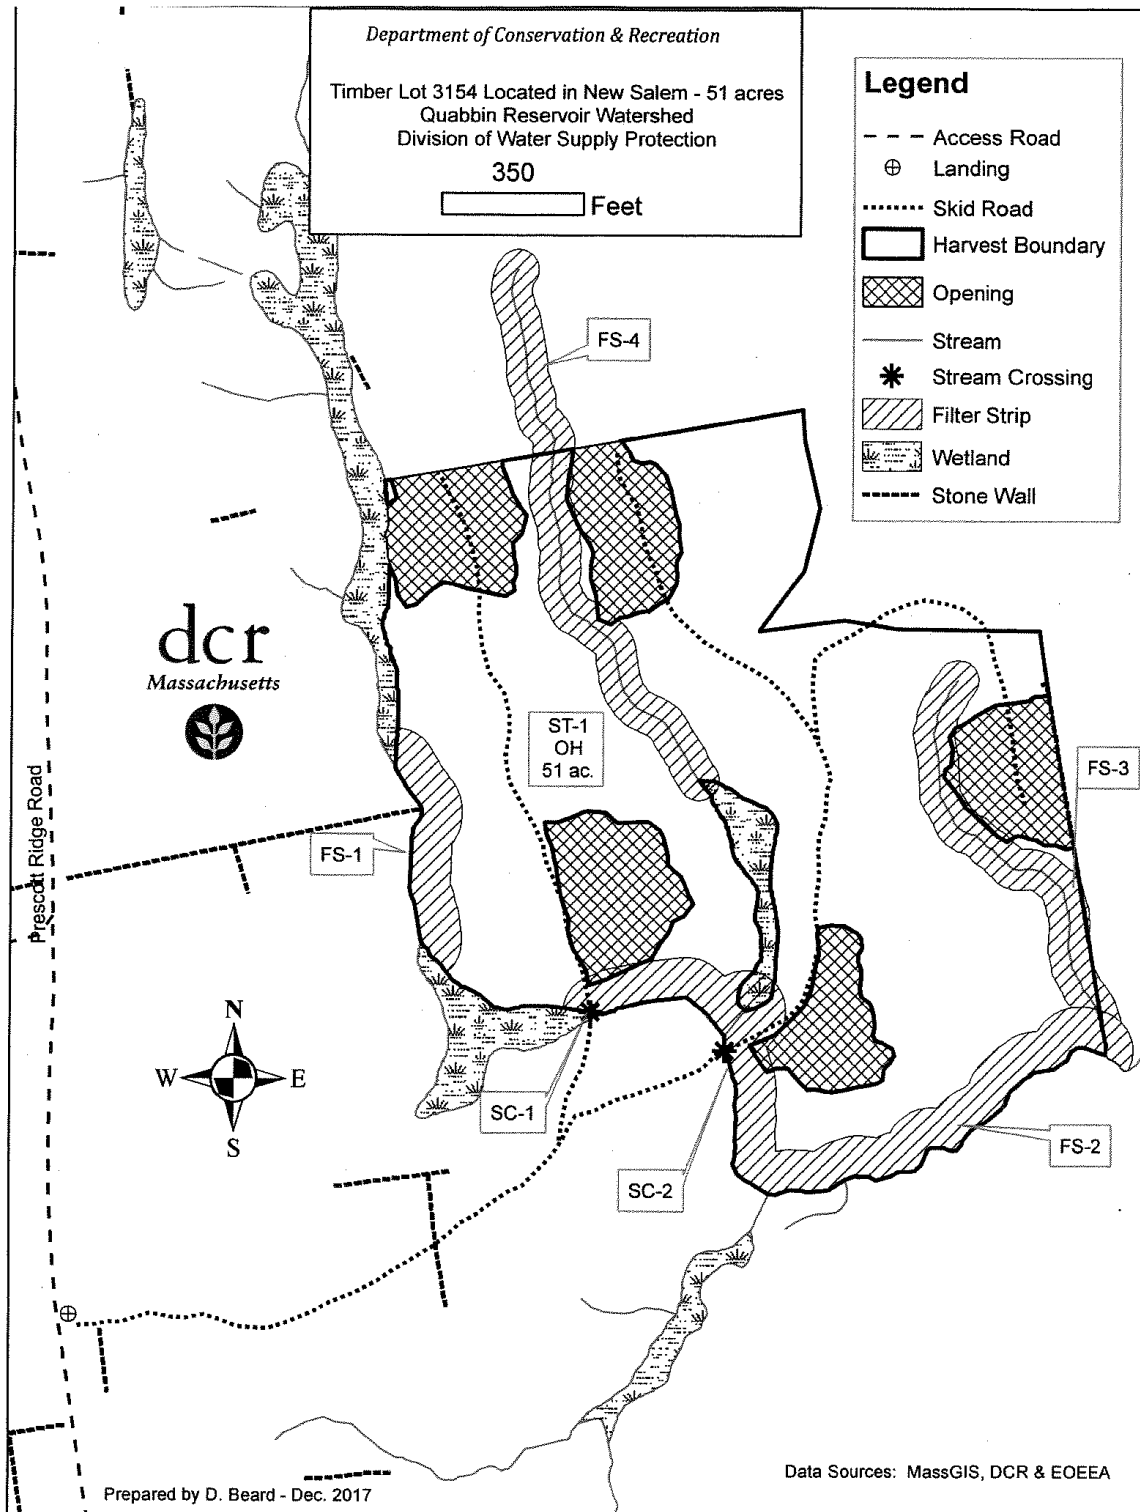 Department of Conservation & Recreation
Timber Lot 3154 Located in New Salem - 51 acres
Quabbin Reservoir Watershed
Division of Water Supply Protection
350
Feet
Legend
Access Road
Landing
Skid Road
Harvest Boundary
Opening
Stream
Stream Crossing
Filter Strip
Wetland
Stone Wall
FS-4
dcr
Massachusetts
ST-1
OH
51 ac.
FS-3
Prescott Ridge Road
FS-1
N
W E
S
SC-1
FS-2
SC-2
Data Sources: MassGIS, DCR & EOEEA
Prepared by D. Beard - Dec. 2017